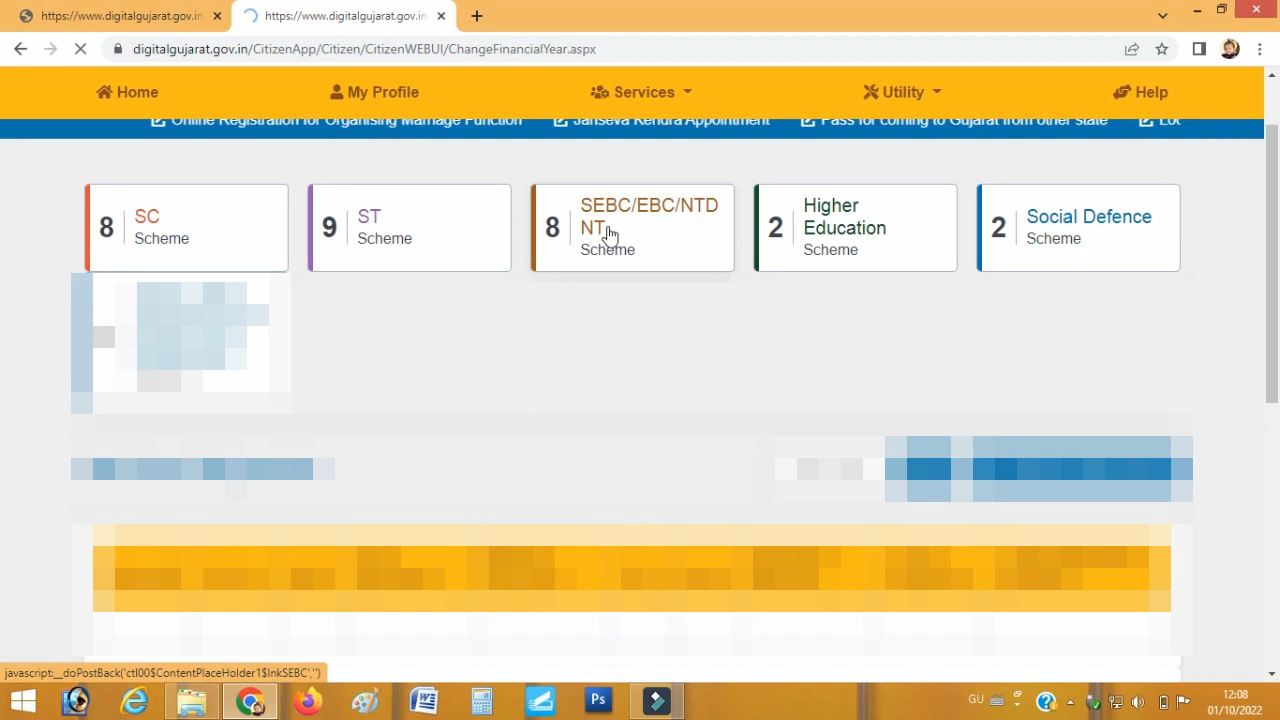 https://www.digitalgujarat.gov.in
https://www.digitalgujarat.gov.in
digitalgujarat.gov.in/CitizenApp/Citizen/CitizenWEBUI/ChangeFinancialYear.aspx
Home
My Profile
Services
Utility
Help
Online Registration for Organising Marriage Function
Janseva Kendra Appointment
Pass for coming to Gujarat from other state
8
SC
Scheme
9
ST
Scheme
8
SEBC/EBC/NTD
NT
Scheme
2
Higher
Education
Scheme
2
Social Defence
Scheme
javascript:__doPostBack('ctl00$ContentPlaceHolder1$lnkSEBC','')
Ps
GU
12:08
01/10/2022